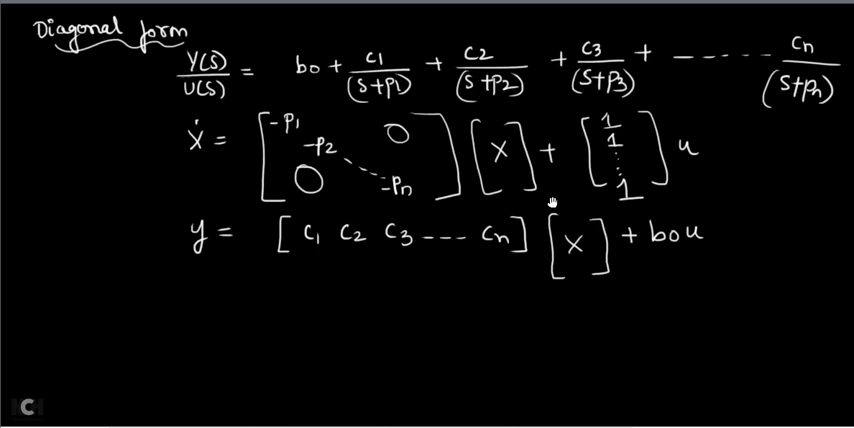 Diagonal form
Y(s)/U(s) = bo + c1/(s+p1) + c2/(s+p2) + c3/(s+p3) + ------ cn/(s+pn)
ẋ = [-p1 -p2 ⋱ -pn 0 0] [x] + [1 1 ⋮ 1] u
y = [c1 c2 c3 --- cn] [x] + bou
C